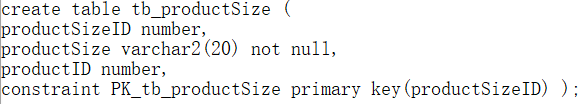 create table tb_productSize (
productSizeID number,
productSize varchar2(20) not null,
productID number,
constraint PK_tb_productSize primary key(productSizeID) );